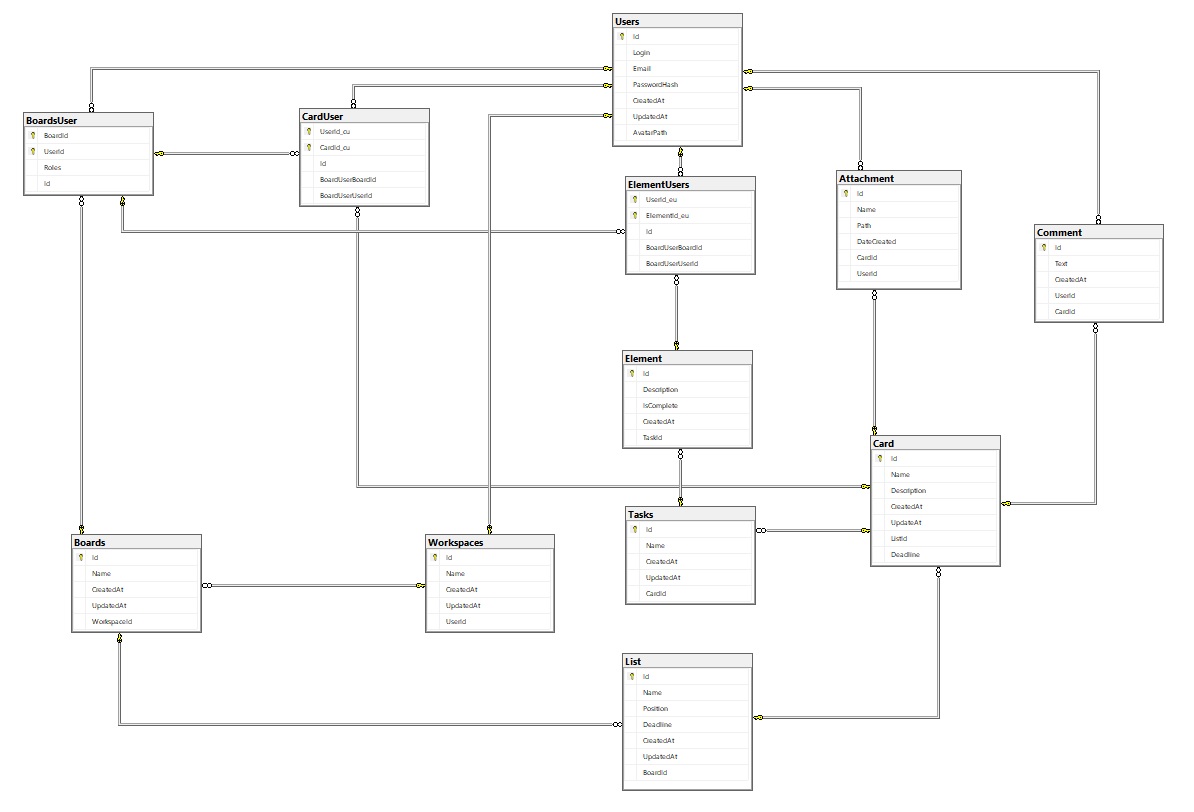 Users
Id
Login
Email
PasswordHash
CreatedAt
UpdatedAt
AvatarPath
BoardsUser
BoardId
UserId
Roles
Id
CardUser
UserId_cu
CardId_cu
Id
BoardUserBoardId
BoardUserUserId
ElementUsers
UserId_eu
ElementId_eu
Id
BoardUserBoardId
BoardUserUserId
Attachment
Id
Name
Path
DateCreated
CardId
UserId
Comment
Id
Text
CreatedAt
UserId
CardId
Element
Id
Description
IsComplete
CreatedAt
TaskId
Card
Id
Name
Description
CreatedAt
UpdateAt
ListId
Deadline
Tasks
Id
Name
CreatedAt
UpdatedAt
CardId
Boards
Id
Name
CreatedAt
UpdatedAt
WorkspaceId
Workspaces
Id
Name
CreatedAt
UpdatedAt
UserId
List
Id
Name
Position
Deadline
CreatedAt
UpdatedAt
BoardId